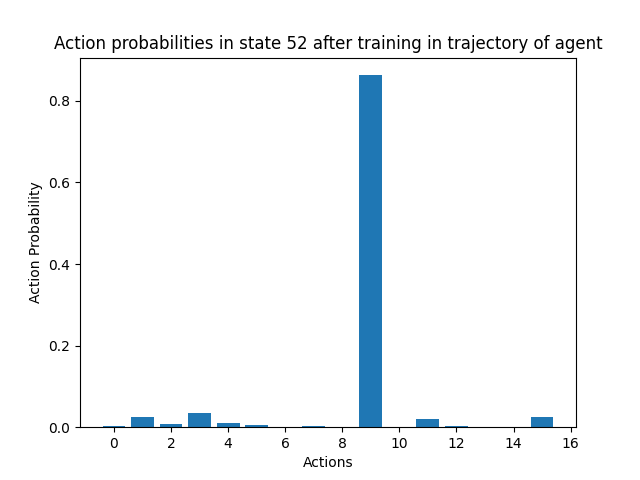 Action probabilities in state 52 after training in trajectory of agent
Action Probability
0.8
0.6
0.4
0.2
0.0
0 2 4 6 8 10 12 14 16
Actions